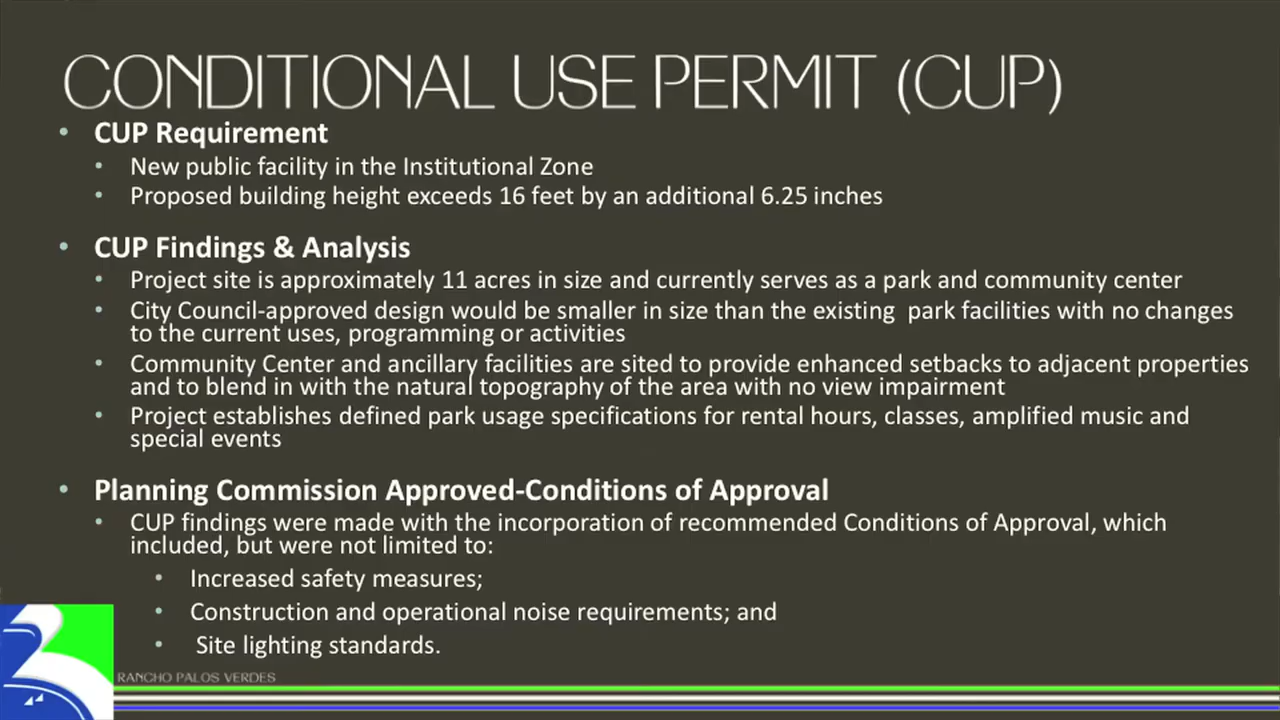 CONDITIONAL USE PERMIT (CUP)
• CUP Requirement
• New public facility in the Institutional Zone
• Proposed building height exceeds 16 feet by an additional 6.25 inches
• CUP Findings & Analysis
• Project site is approximately 11 acres in size and currently serves as a park and community center
• City Council-approved design would be smaller in size than the existing  park facilities with no changes
to the current uses, programming or activities
• Community Center and ancillary facilities are sited to provide enhanced setbacks to adjacent properties
and to blend in with the natural topography of the area with no view impairment
• Project establishes defined park usage specifications for rental hours, classes, amplified music and
special events
• Planning Commission Approved-Conditions of Approval
• CUP findings were made with the incorporation of recommended Conditions of Approval, which
included, but were not limited to:
• Increased safety measures;
• Construction and operational noise requirements; and
• Site lighting standards.
RANCHO PALOS VERDES